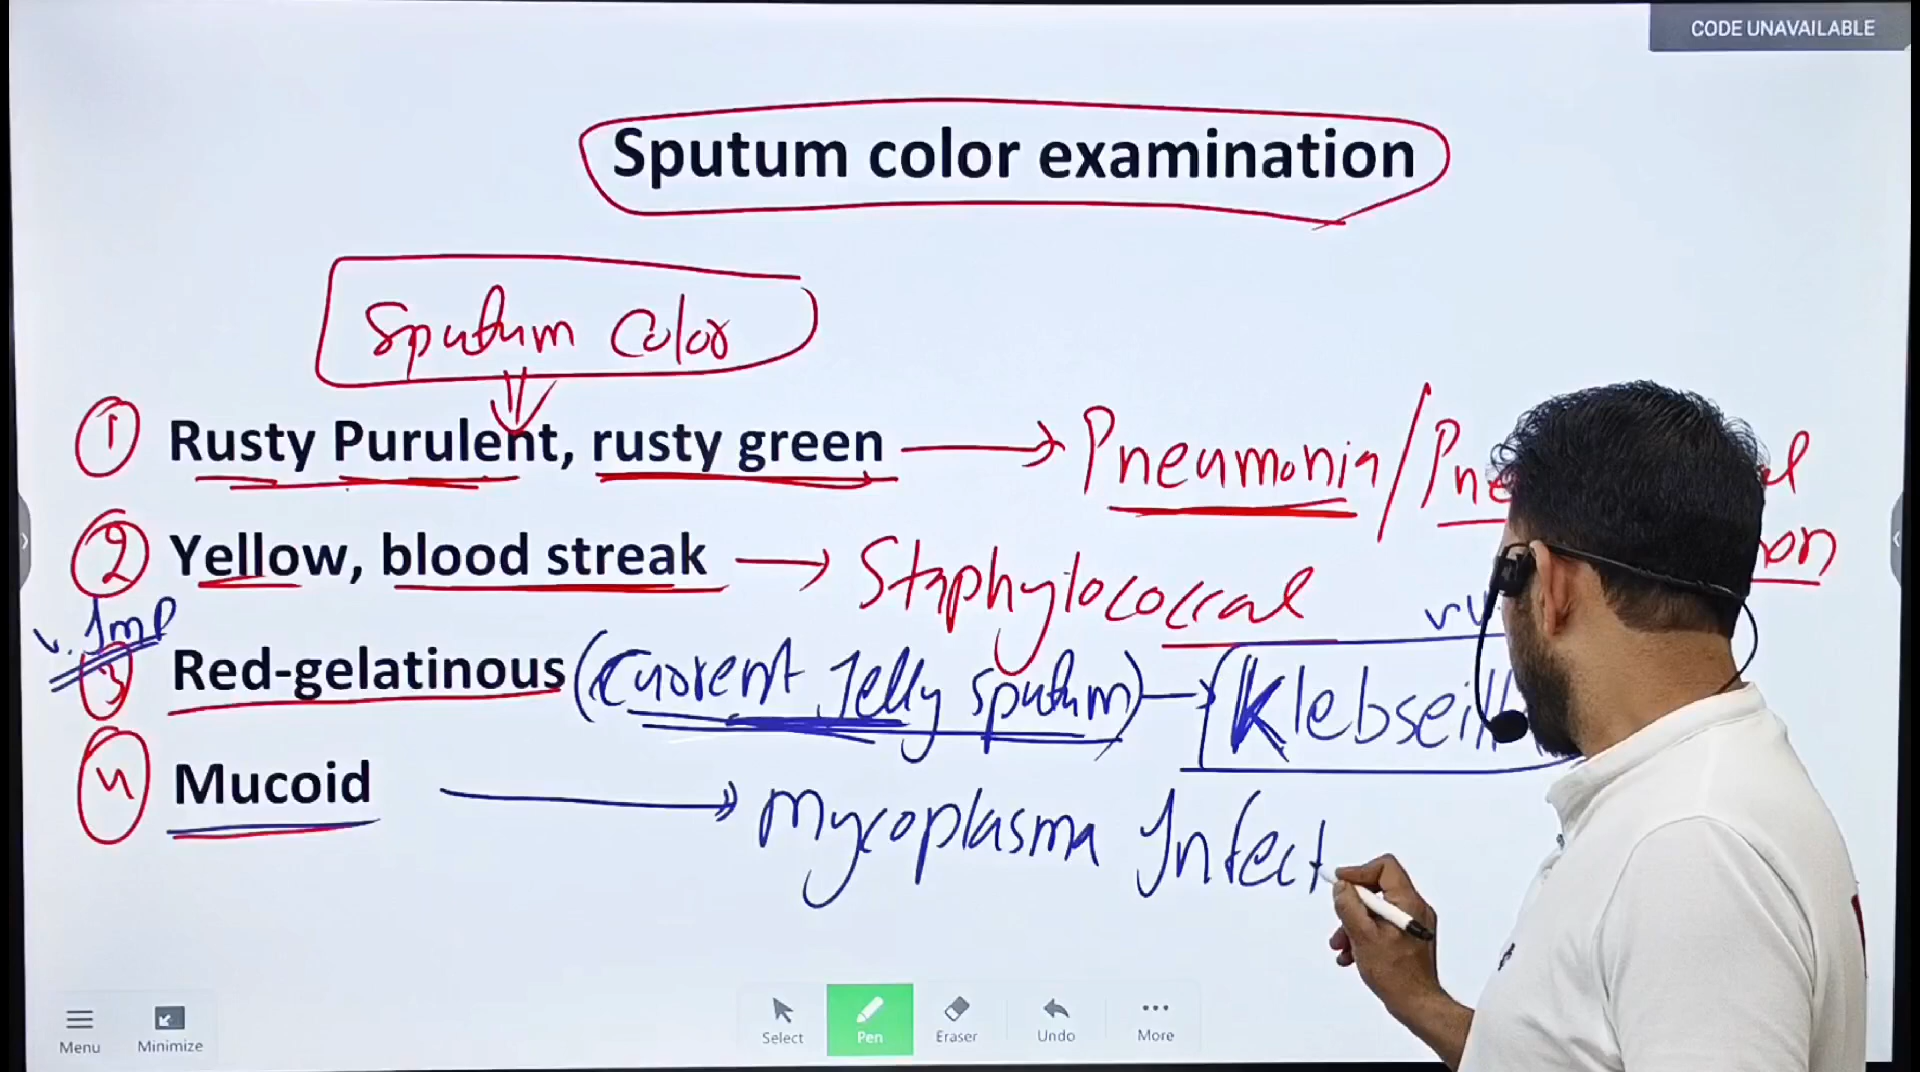 CODE UNAVAILABLE
Sputum color examination
Sputum Color
1 Rusty Purulent, rusty green → Pneumonia /
2 Yellow, blood streak → Staphylococcal
v. Imp
3 Red-gelatinous (Current Jelly sputum) →
4 Mucoid → Mycoplasma Infect
Menu
Minimize
Select
Pen
Eraser
Undo
More